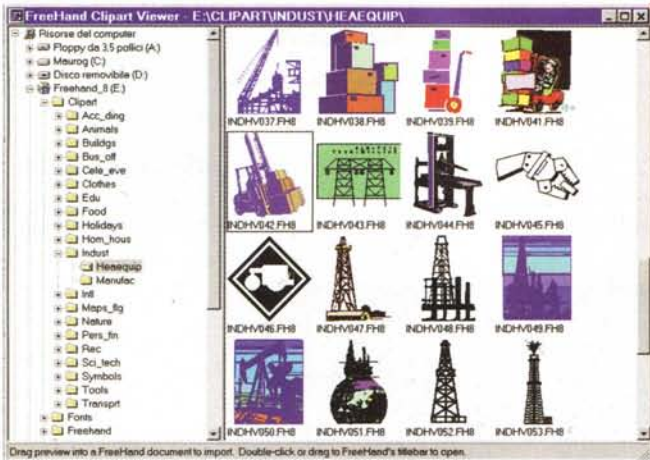 FreeHand Clipart Viewer - E:\CLIPART\INDUST\HEAEQUIP\
Risorse del computer
Floppy da 3,5 pollici (A:)
Maurog (C:)
Disco removibile (D:)
Freehand_8 (E:)
Clipart
Acc_ding
Animals
Buildgs
Bus_off
Cele_eve
Clothes
Edu
Food
Holidays
Hom_hous
Indust
Heaequip
Manufac
Intl
Maps_flg
Nature
Pers_fin
Rec
Sci_tech
Symbols
Tools
Transprt
Fonts
Freehand
INDHV037.FH8 INDHV038.FH8 INDHV039.FH8 INDHV041.FH8
INDHV042.FH8 INDHV043.FH8 INDHV044.FH8 INDHV045.FH8
INDHV046.FH8 INDHV047.FH8 INDHV048.FH8 INDHV049.FH8
INDHV050.FH8 INDHV051.FH8 INDHV052.FH8 INDHV053.FH8
Drag preview into a FreeHand document to import. Double-click or drag to FreeHand's titlebar to open.